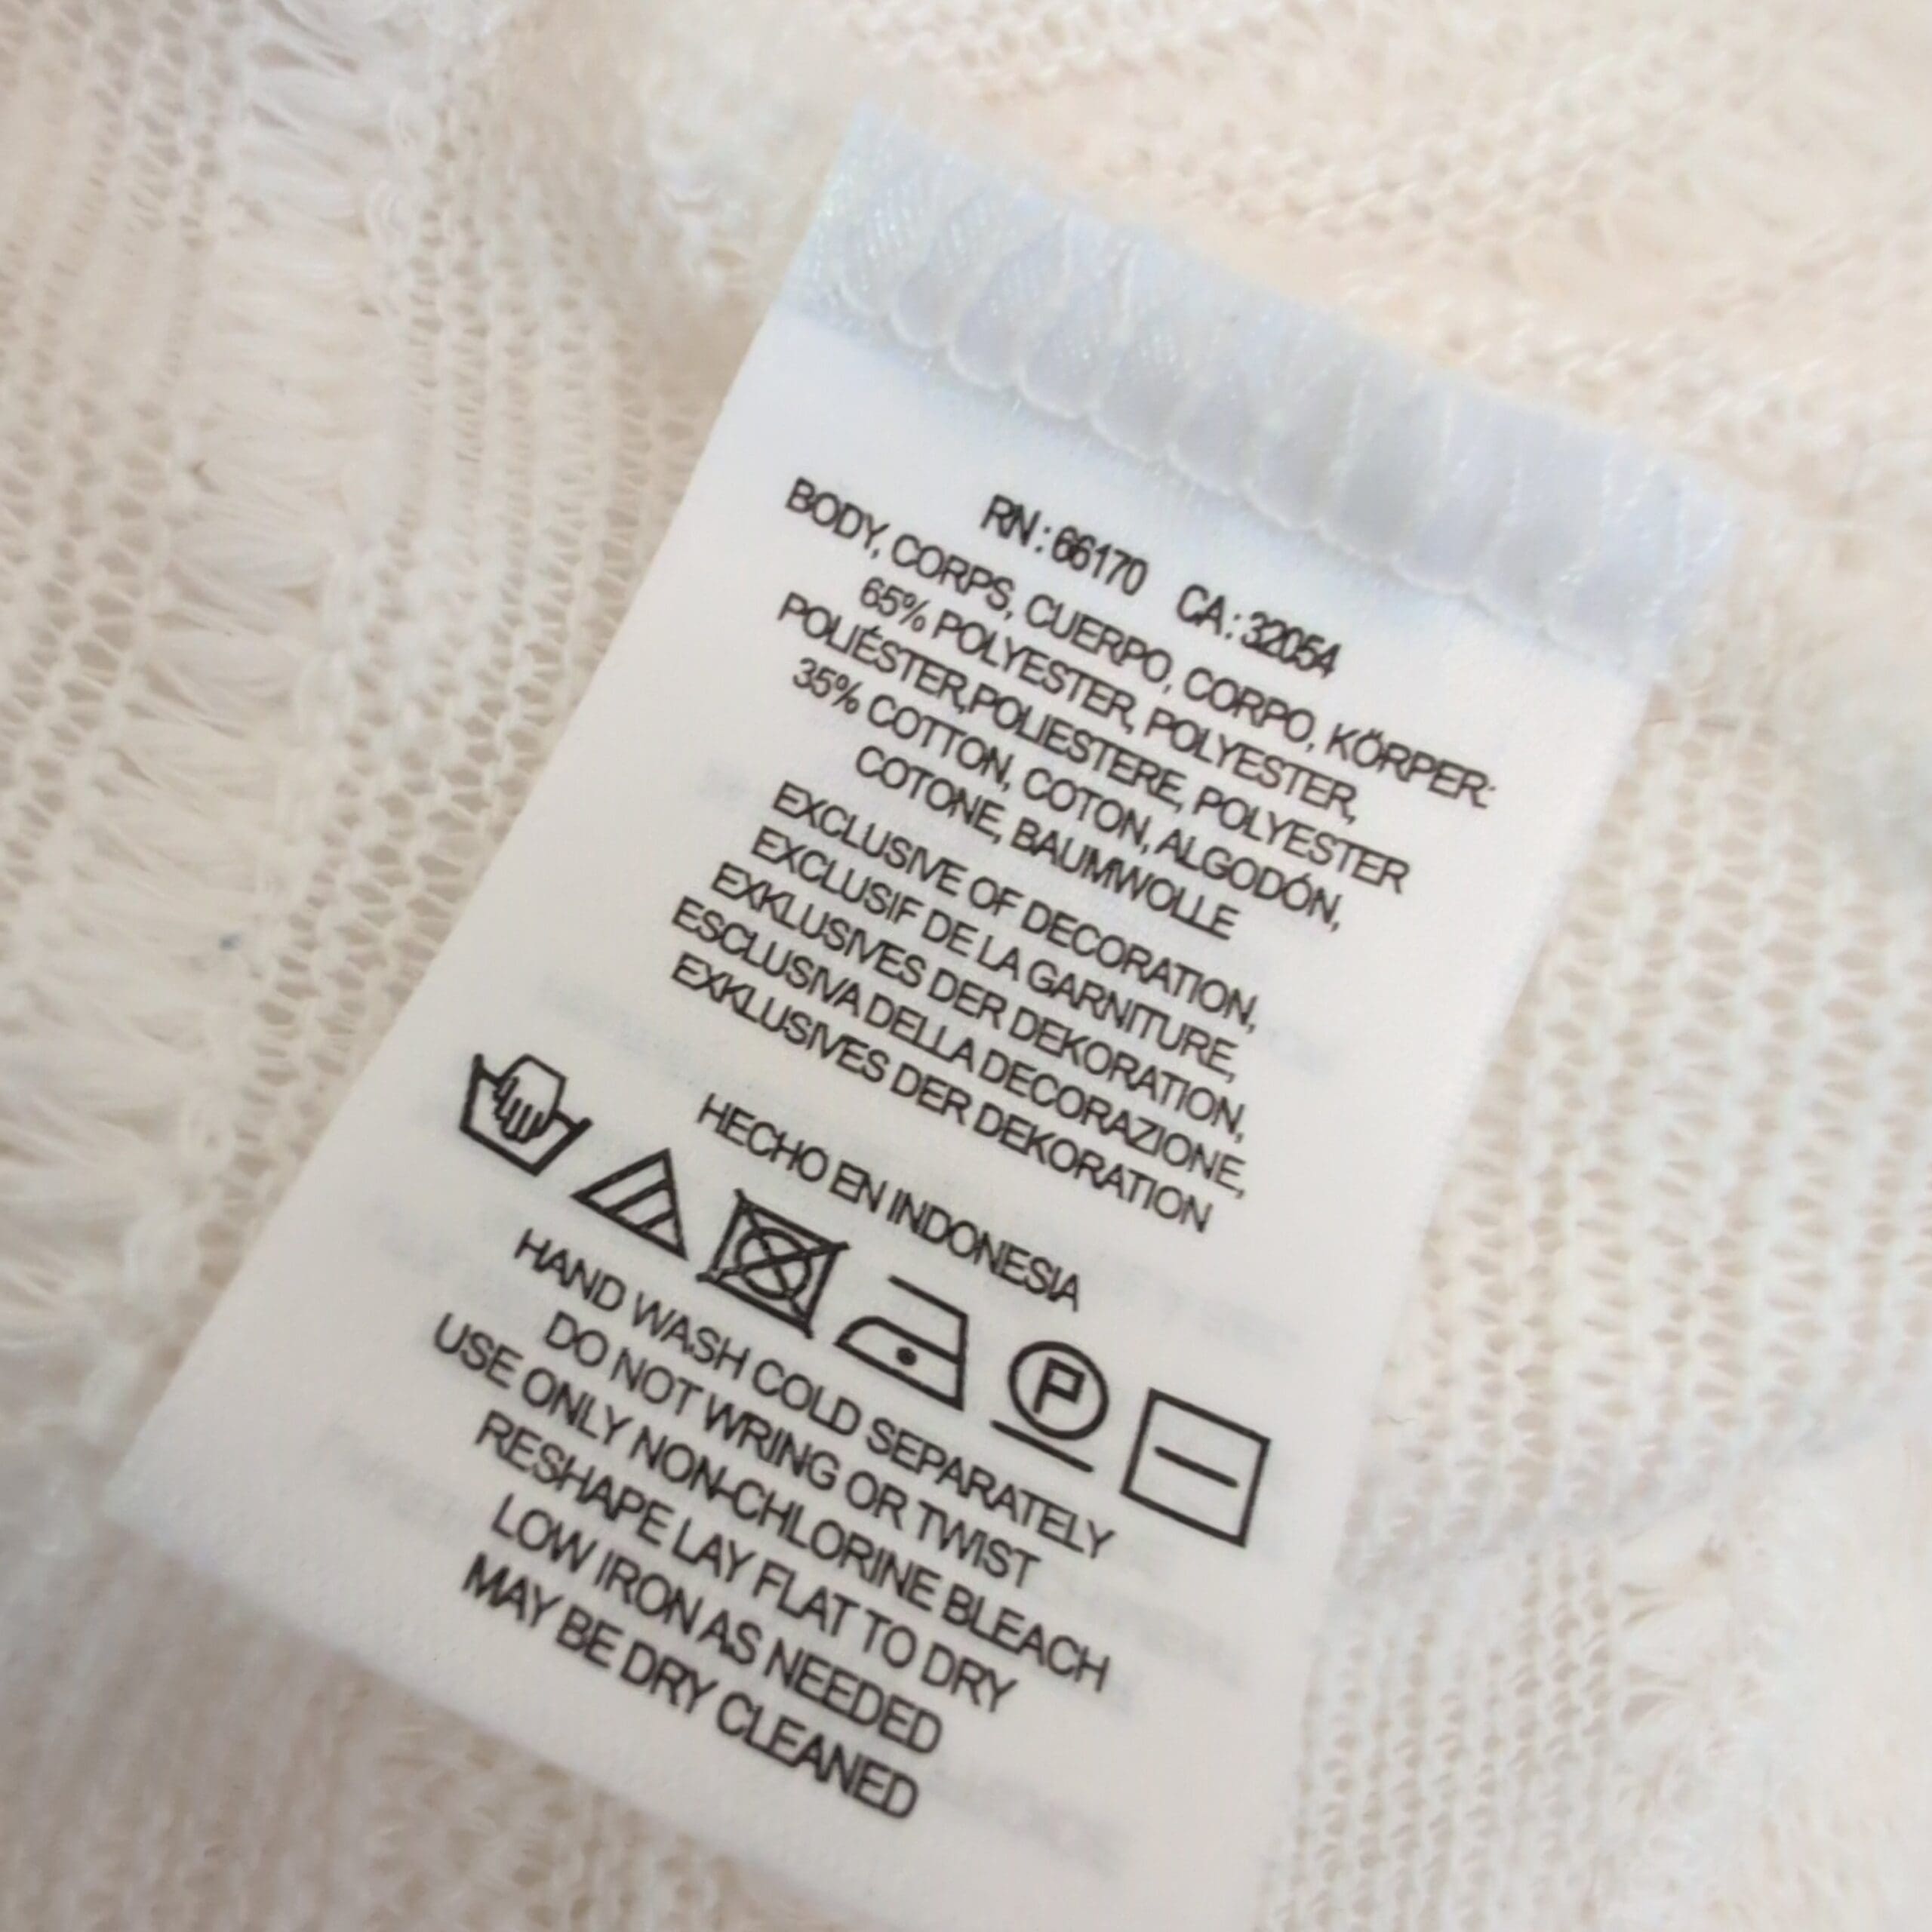 RN : 66170 CA : 32054
BODY, CORPS, CUERPO, CORPO, KÖRPER:
65% POLYESTER, POLYESTER,
POLIÉSTER,POLIESTERE, POLYESTER
35% COTTON, COTON, ALGODÓN,
COTONE, BAUMWOLLE
EXCLUSIVE OF DECORATION,
EXCLUSIF DE LA GARNITURE,
EXKLUSIVES DER DEKORATION,
ESCLUSIVA DELLA DECORAZIONE,
EXKLUSIVES DER DEKORATION
HECHO EN INDONESIA
P
HAND WASH COLD SEPARATELY
DO NOT WRING OR TWIST
USE ONLY NON-CHLORINE BLEACH
RESHAPE LAY FLAT TO DRY
LOW IRON AS NEEDED
MAY BE DRY CLEANED